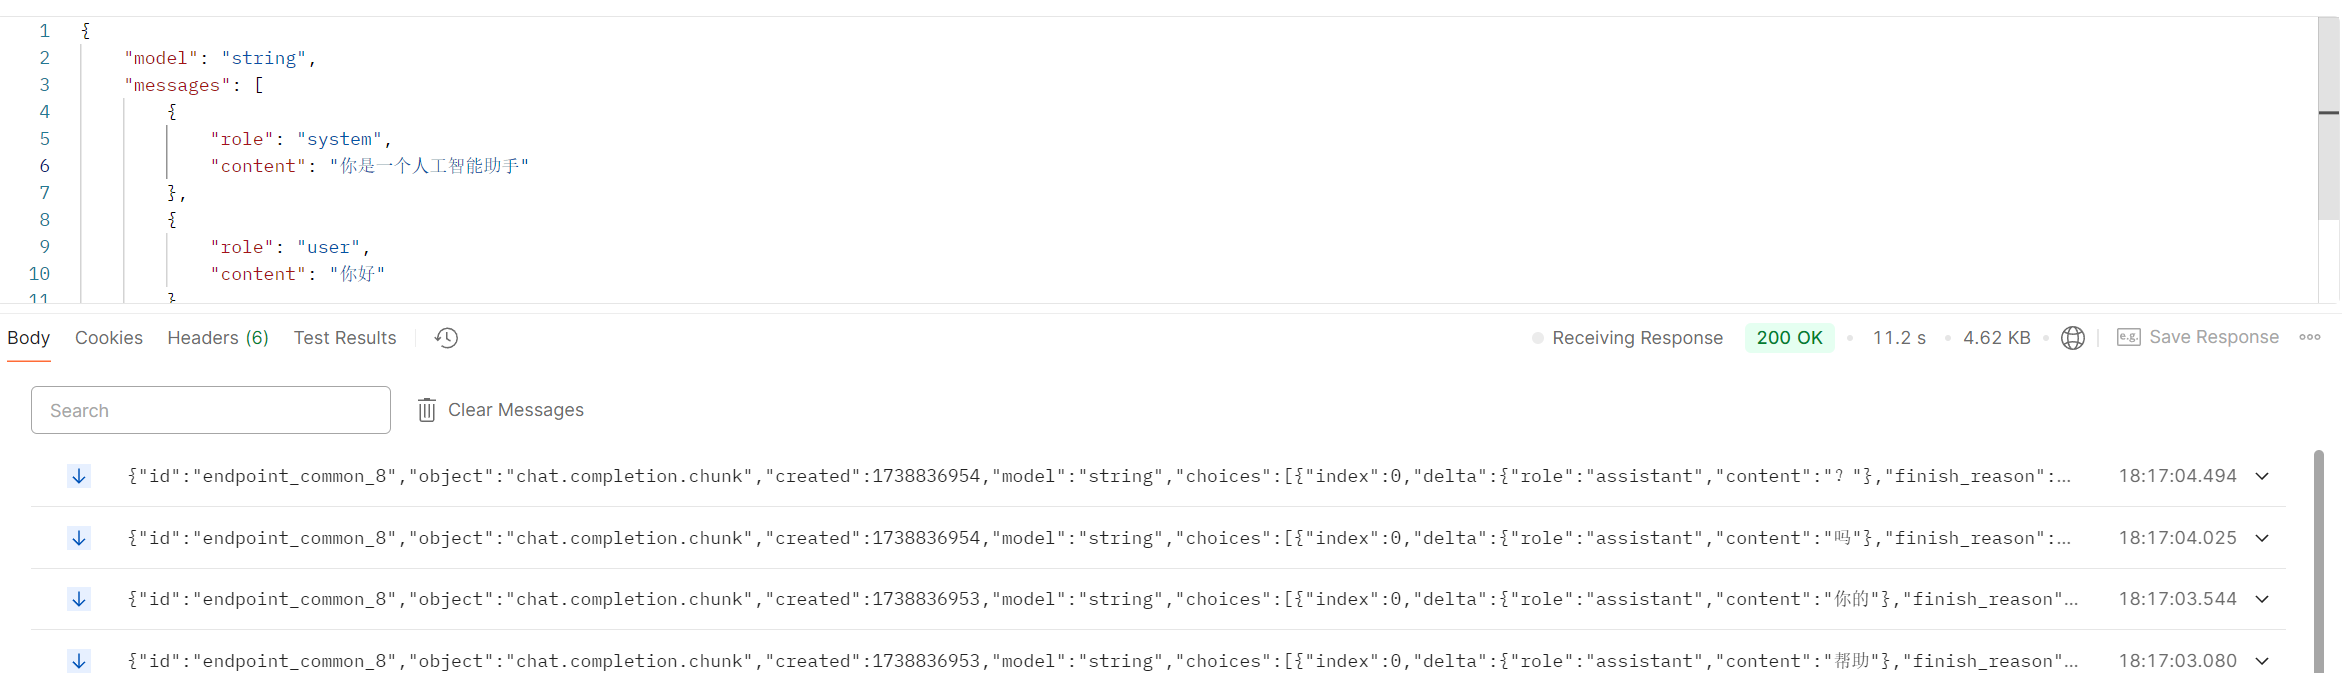 1 {
2 "model": "string",
3 "messages": [
4 {
5 "role": "system",
6 "content": "你是一个人工智能助手"
7 },
8 {
9 "role": "user",
10 "content": "你好"
11 }
Body Cookies Headers (6) Test Results Receiving Response 200 OK • 11.2 s • 4.62 KB • e.g. Save Response
Search Clear Messages
{"id":"endpoint_common_8","object":"chat.completion.chunk","created":1738836954,"model":"string","choices":[{"index":0,"delta":{"role":"assistant","content":"？"},"finish_reason":... 18:17:04.494
{"id":"endpoint_common_8","object":"chat.completion.chunk","created":1738836954,"model":"string","choices":[{"index":0,"delta":{"role":"assistant","content":"吗"},"finish_reason":... 18:17:04.025
{"id":"endpoint_common_8","object":"chat.completion.chunk","created":1738836953,"model":"string","choices":[{"index":0,"delta":{"role":"assistant","content":"你的"},"finish_reason"... 18:17:03.544
{"id":"endpoint_common_8","object":"chat.completion.chunk","created":1738836953,"model":"string","choices":[{"index":0,"delta":{"role":"assistant","content":"帮助"},"finish_reason"... 18:17:03.080